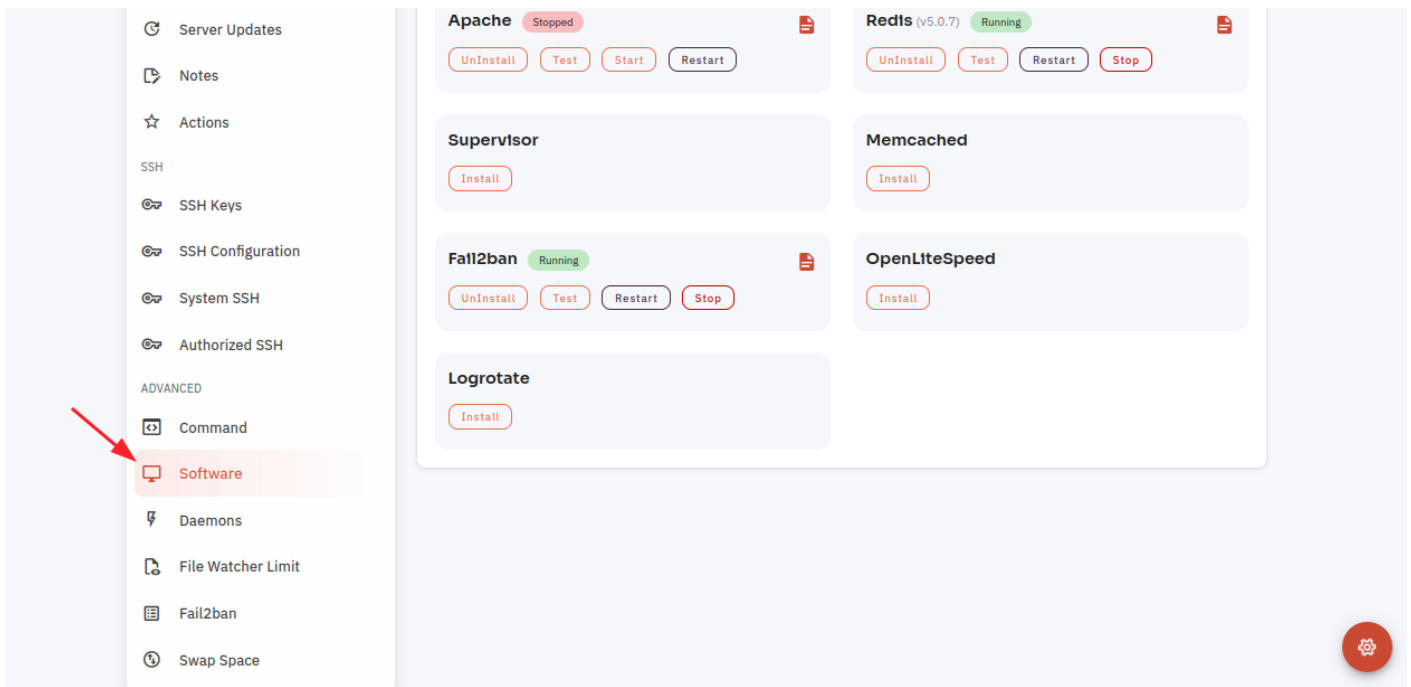 Server Updates
Notes
Actions
SSH
SSH Keys
SSH Configuration
System SSH
Authorized SSH
ADVANCED
Command
Software
Daemons
File Watcher Limit
Fail2ban
Swap Space
Apache Stopped
UnInstall Test Start Restart
Redis (v5.0.7) Running
UnInstall Test Restart Stop
Supervisor
Install
Memcached
Install
Fail2ban Running
UnInstall Test Restart Stop
OpenLiteSpeed
Install
Logrotate
Install